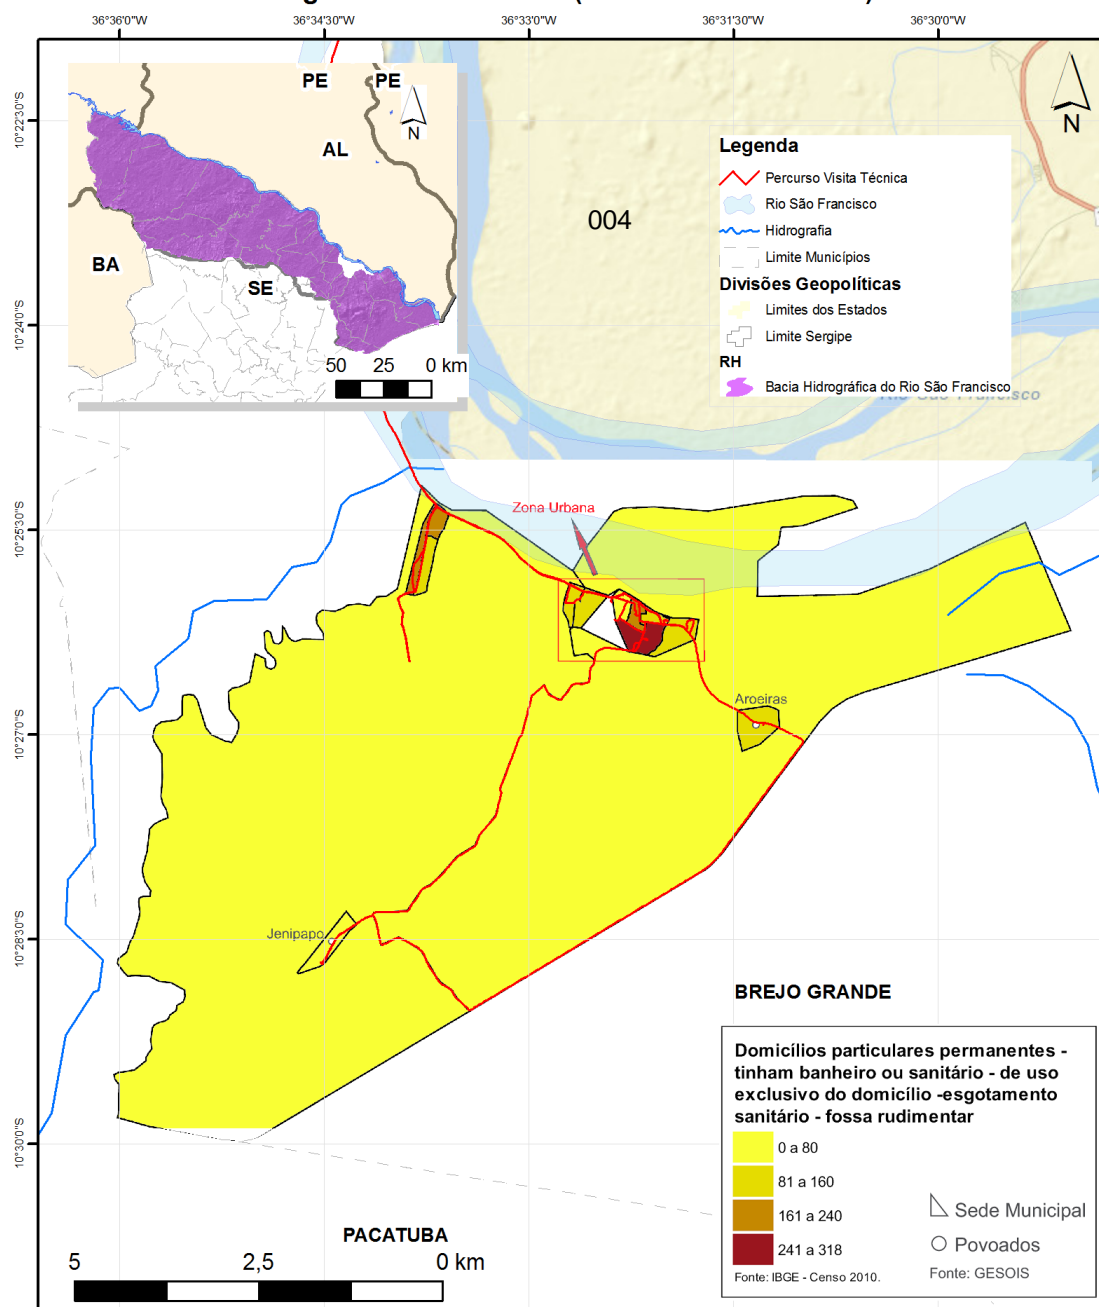 36°36'0"W
36°34'30"W
36°33'0"W
36°31'30"W
36°30'0"W
10°22'30"S
10°24'0"S
10°25'30"S
10°27'0"S
10°28'30"S
10°30'0"S
PE
PE
N
AL
BA
SE
50 25 0 km
004
N
Legenda
Percurso Visita Técnica
Rio São Francisco
Hidrografia
Limite Municípios
Divisões Geopolíticas
Limites dos Estados
Limite Sergipe
RH
Bacia Hidrográfica do Rio São Francisco
Rio São Francisco
Zona Urbana
Aroeiras
Jenipapo
BREJO GRANDE
PACATUBA
5 2,5 0 km
Domicílios particulares permanentes -
tinham banheiro ou sanitário - de uso
exclusivo do domicílio -esgotamento
sanitário - fossa rudimentar
0 a 80
81 a 160
161 a 240
241 a 318
Fonte: IBGE - Censo 2010.
Sede Municipal
Povoados
Fonte: GESOIS